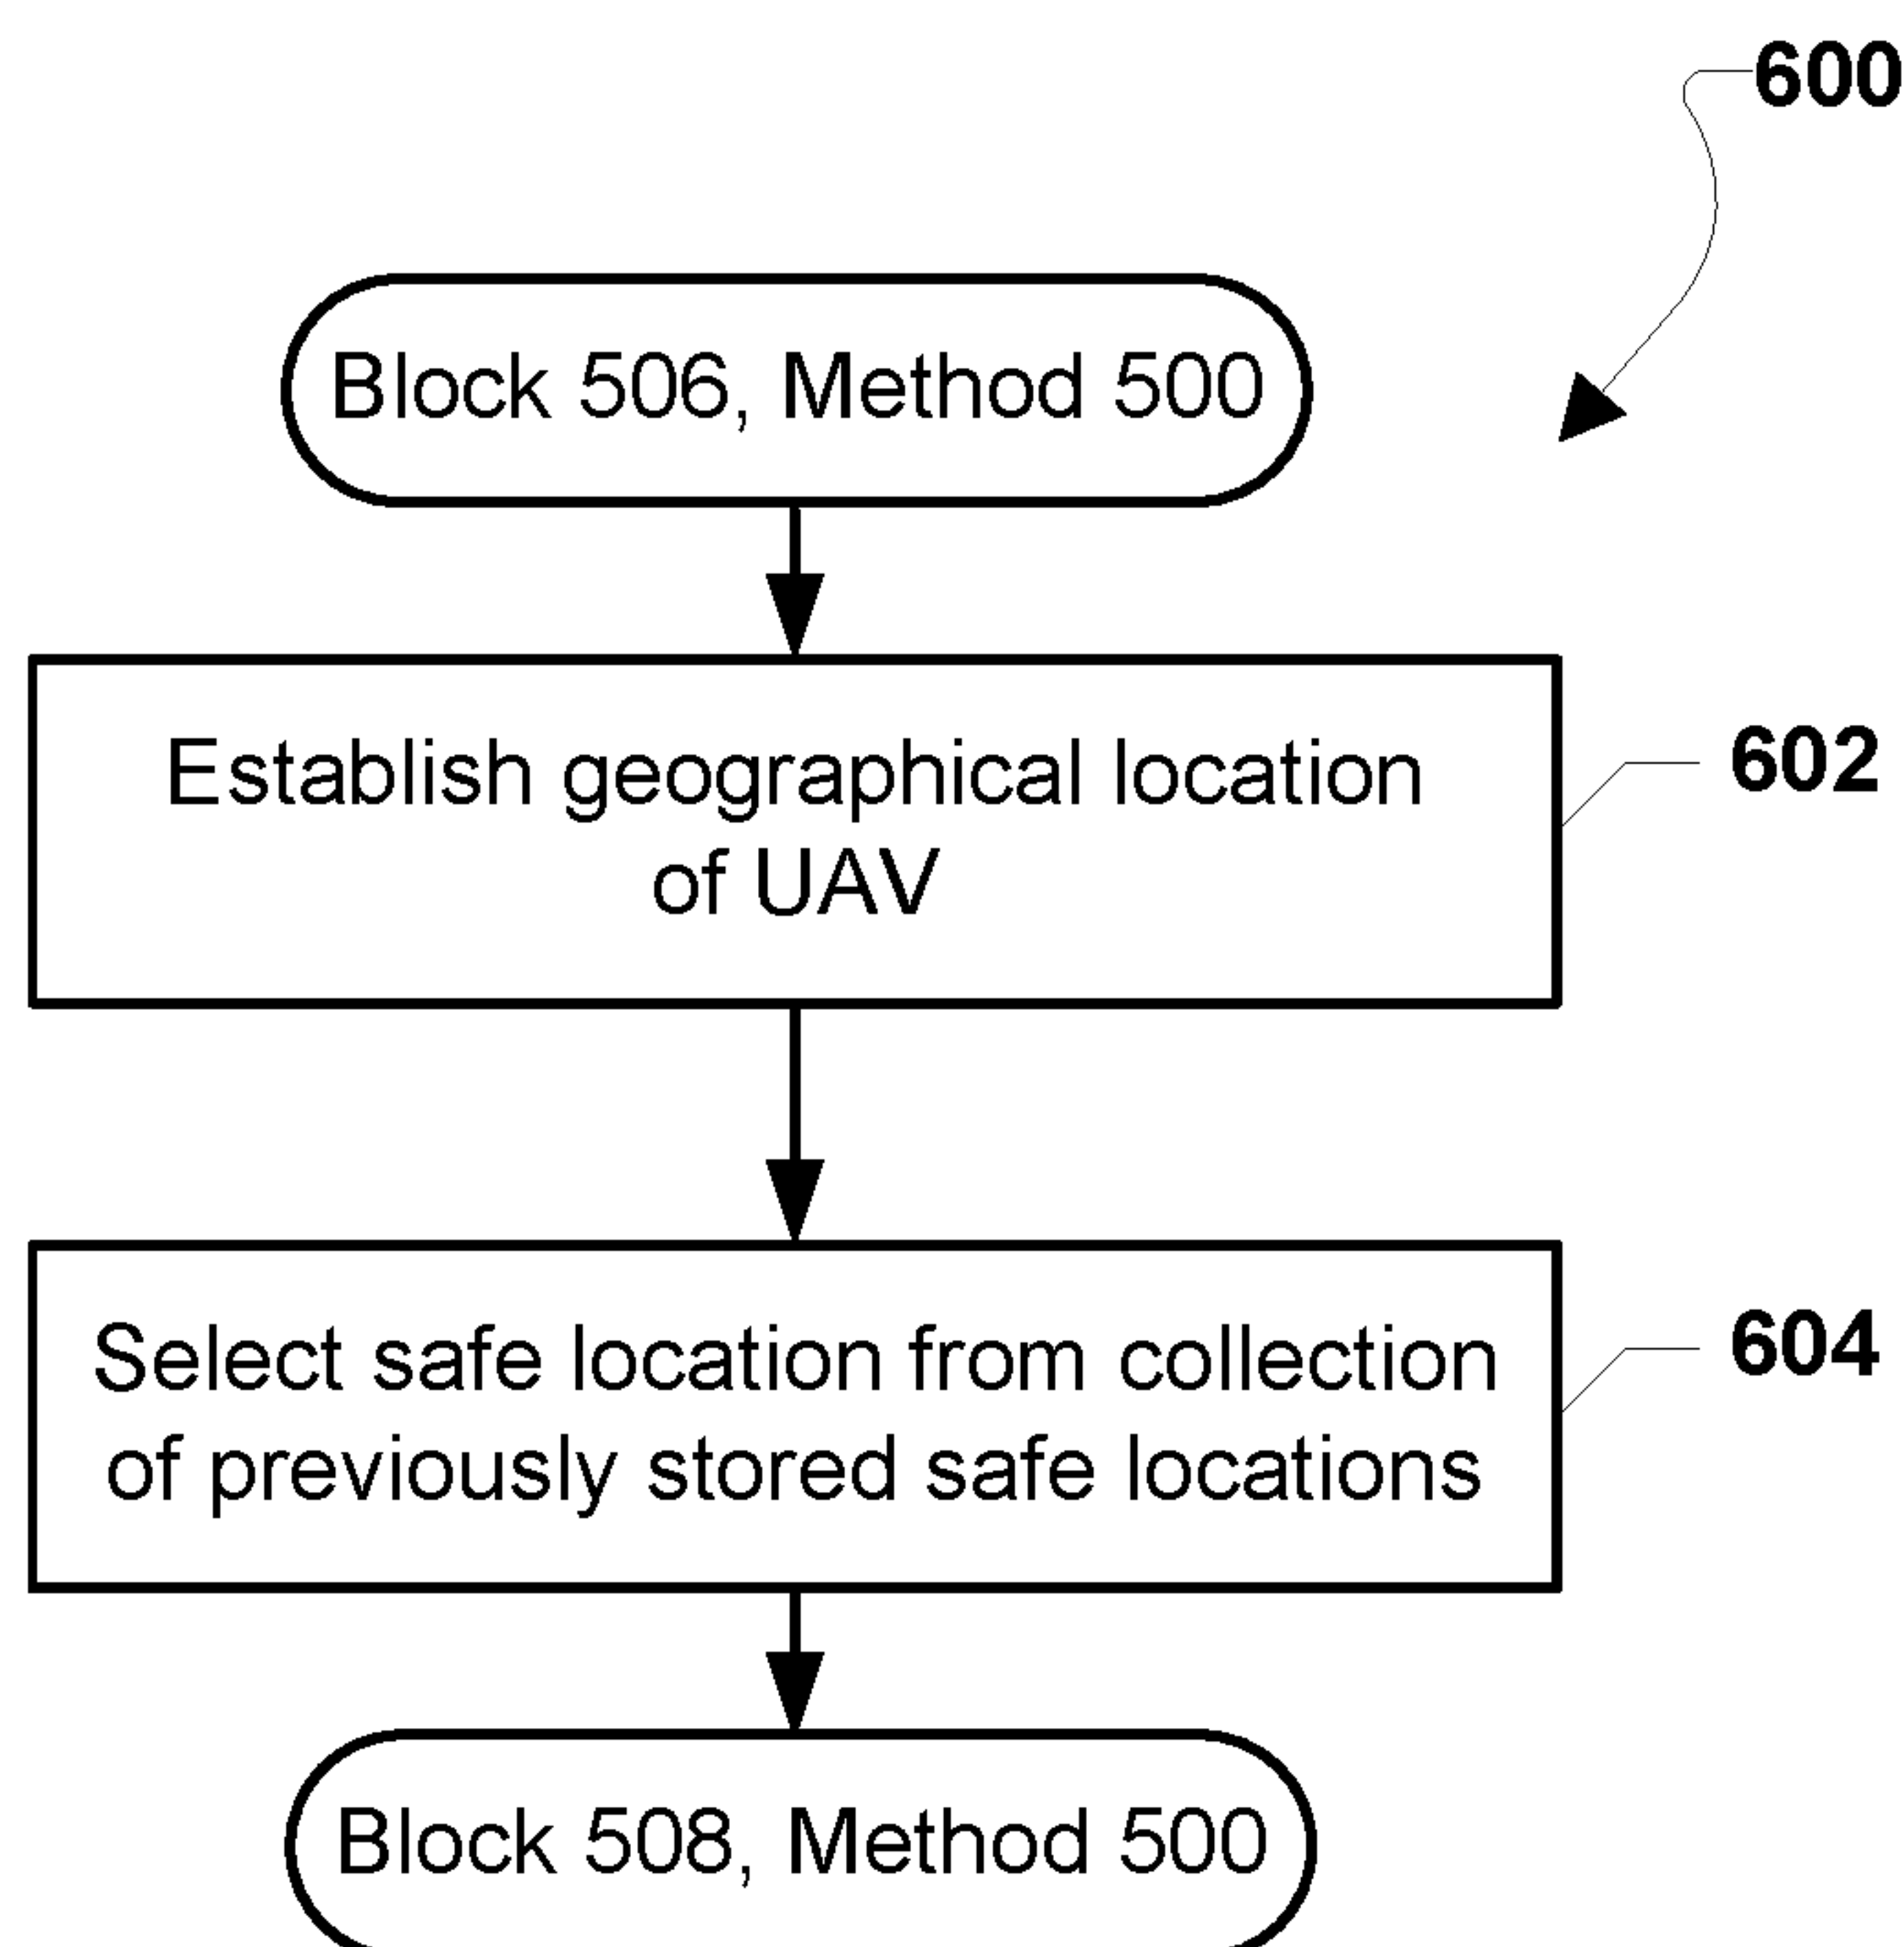 600
Block 506, Method 500
Establish geographical location
of UAV
602
Select safe location from collection
of previously stored safe locations
604
Block 508, Method 500